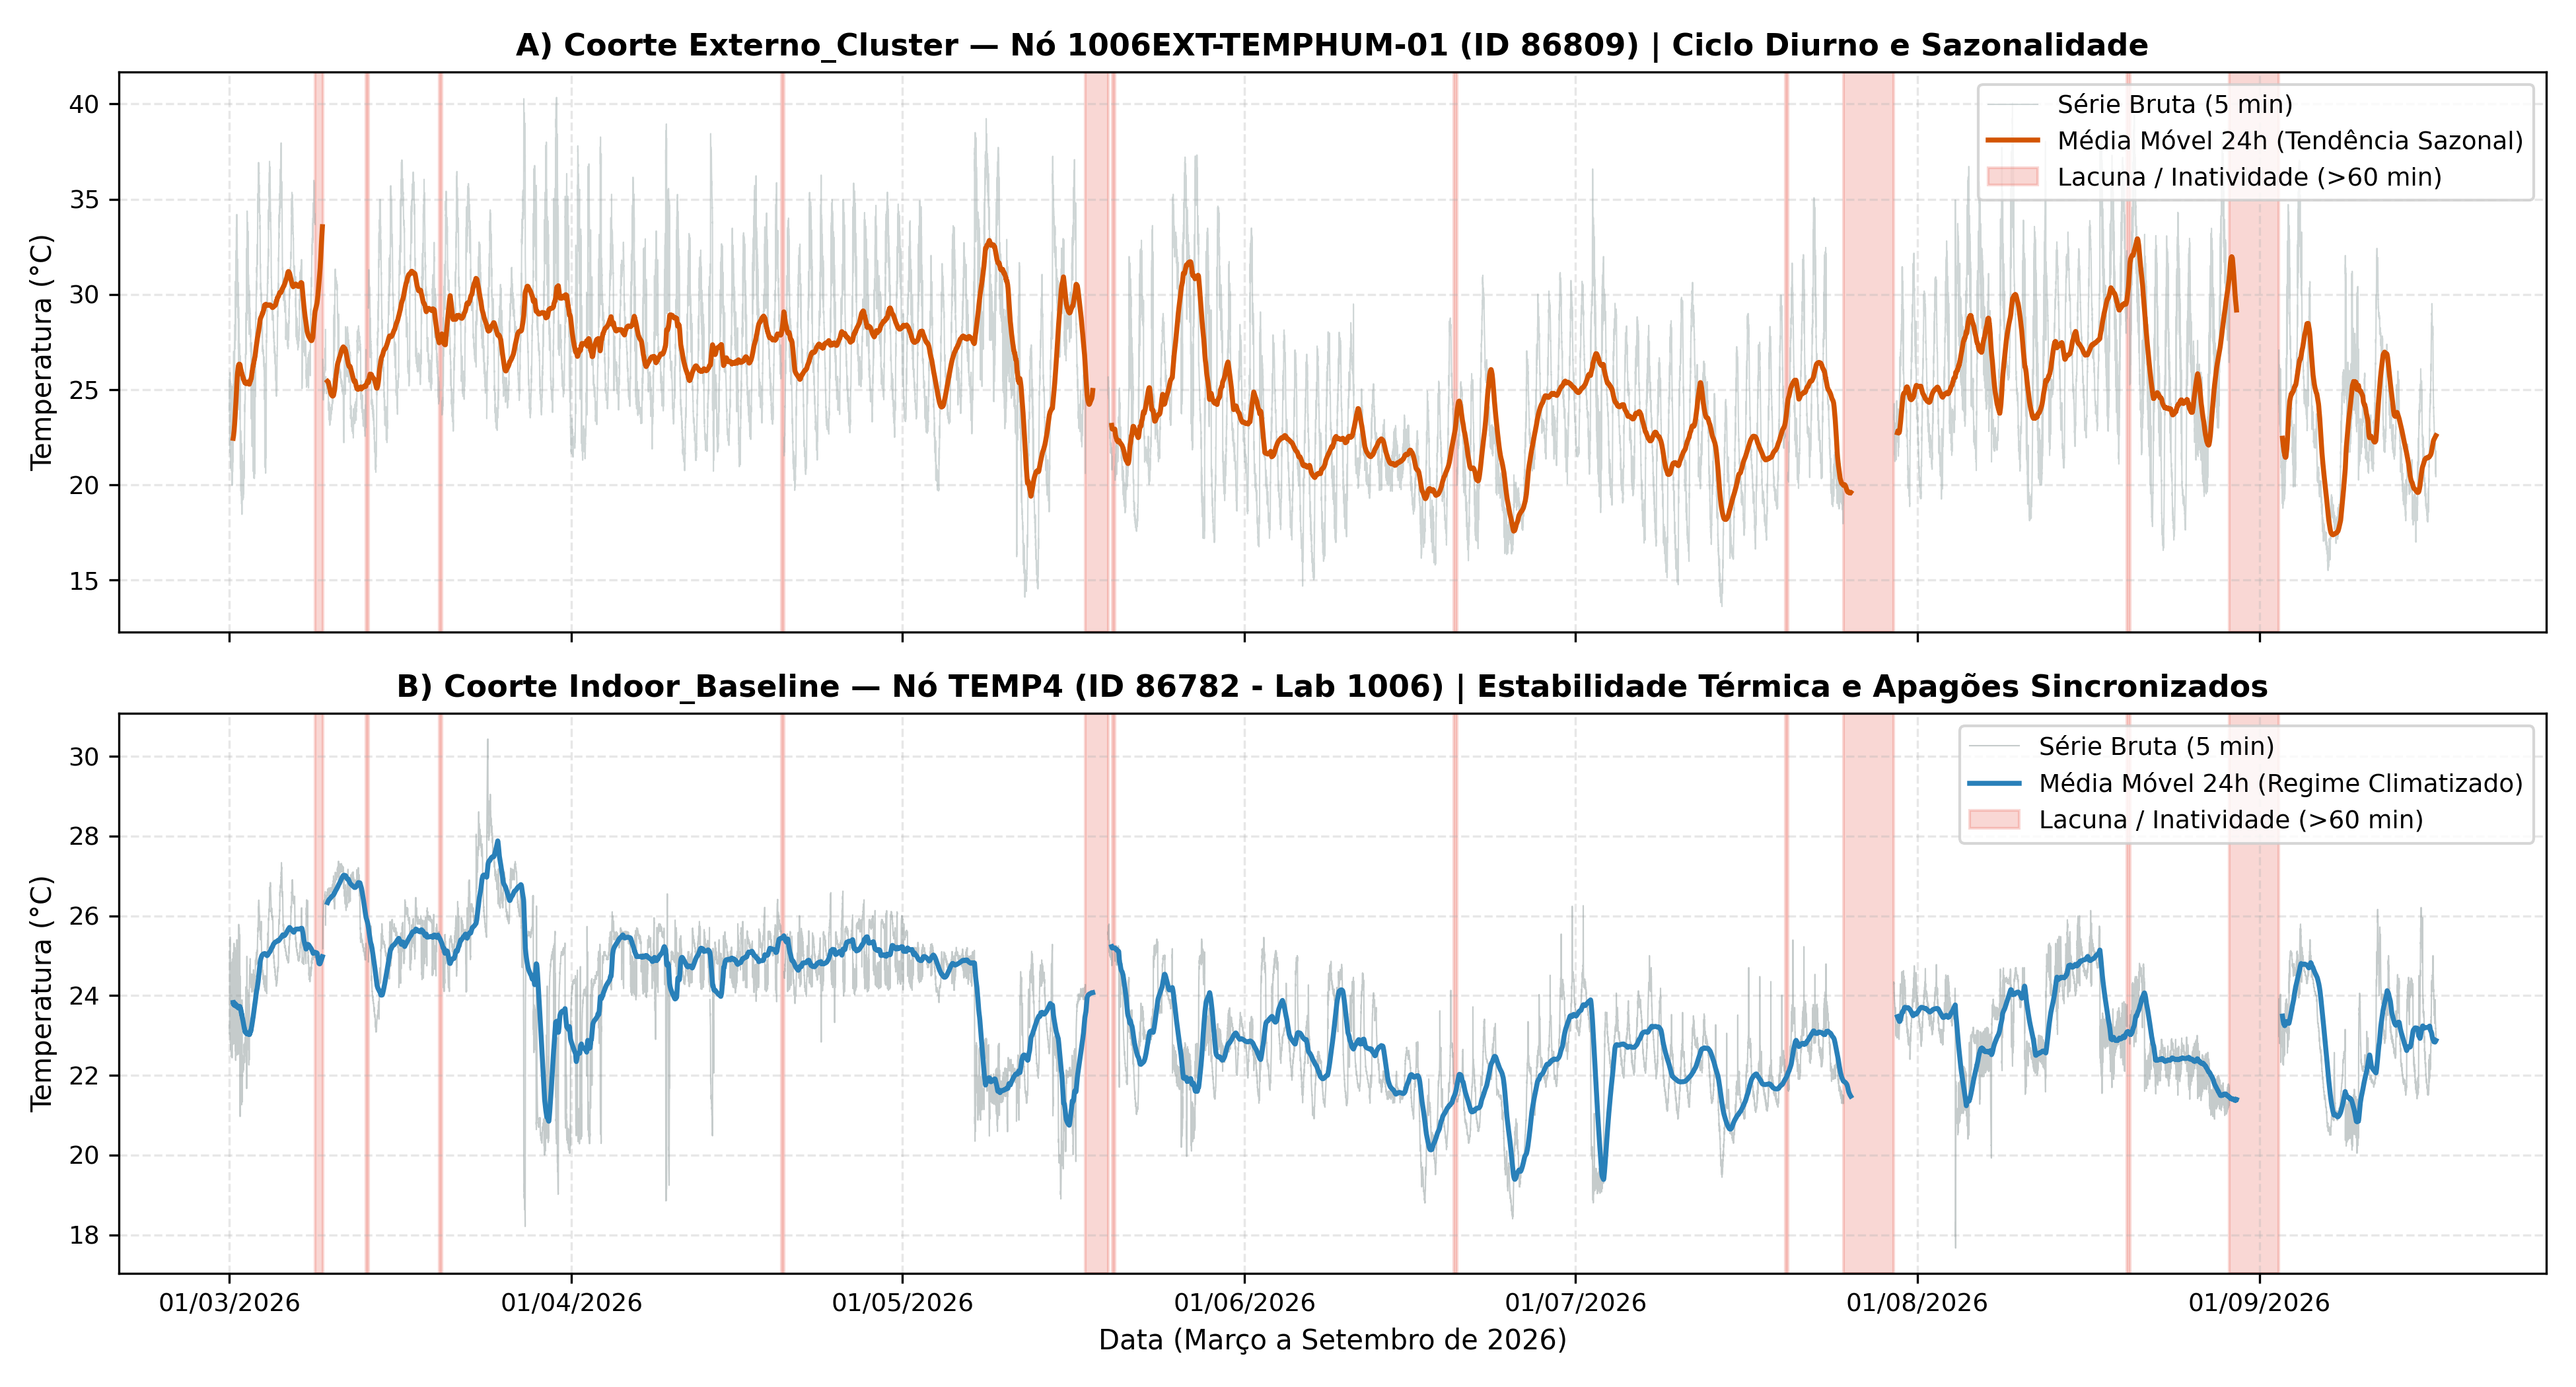 A) Coorte Externo_Cluster — Nó 1006EXT-TEMPHUM-01 (ID 86809) | Ciclo Diurno e Sazonalidade
Temperatura (°C)
40
35
30
25
20
15
Série Bruta (5 min)
Média Móvel 24h (Tendência Sazonal)
Lacuna / Inatividade (>60 min)
B) Coorte Indoor_Baseline — Nó TEMP4 (ID 86782 - Lab 1006) | Estabilidade Térmica e Apagões Sincronizados
Temperatura (°C)
30
28
26
24
22
20
18
Série Bruta (5 min)
Média Móvel 24h (Regime Climatizado)
Lacuna / Inatividade (>60 min)
01/03/2026 01/04/2026 01/05/2026 01/06/2026 01/07/2026 01/08/2026 01/09/2026
Data (Março a Setembro de 2026)